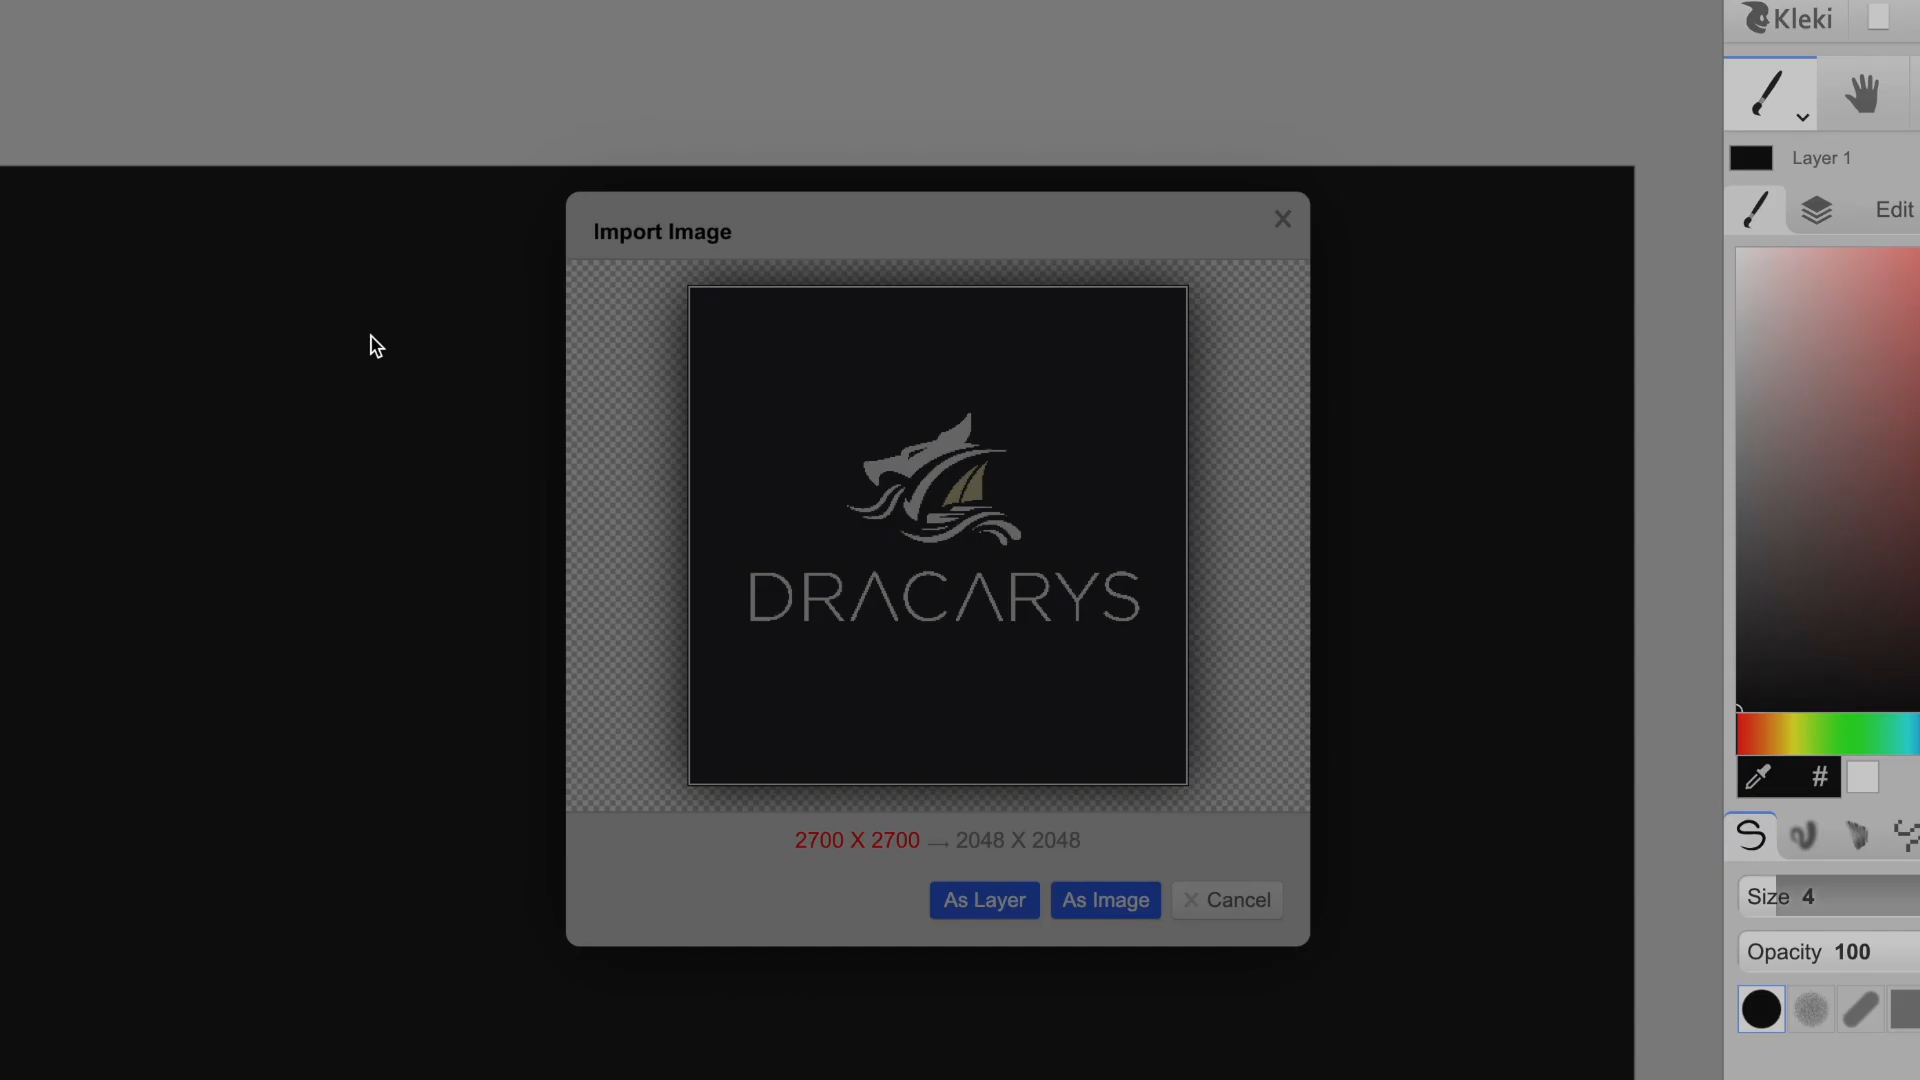 Kleki
Layer 1
Edit
Import Image
DRACARYS
2700 X 2700 → 2048 X 2048
As Layer
As Image
Cancel
#
Size 4
Opacity 100